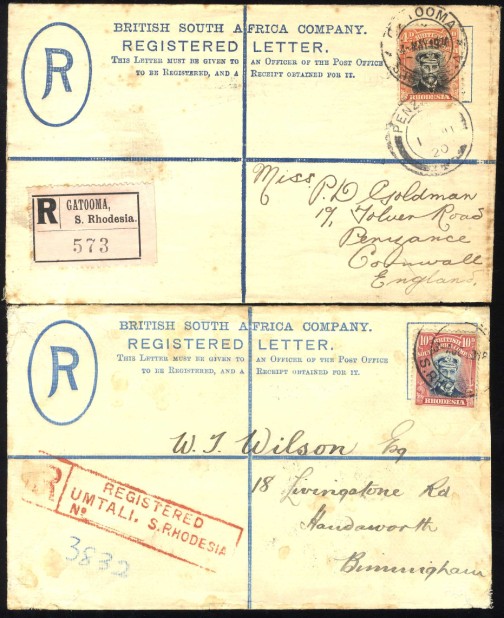 BRITISH SOUTH AFRICA COMPANY.
REGISTERED LETTER.
THIS LETTER MUST BE GIVEN TO AN OFFICER OF THE POST OFFICE
TO BE REGISTERED, AND A RECEIPT OBTAINED FOR IT.
R
GATOOMA
RHODESIA
PENZ
20
R GATOOMA,
S. Rhodesia.
573
Miss P. D Goldman
19, Tolver Road
Penzance
Cornwall
England.
BRITISH SOUTH AFRICA COMPANY.
REGISTERED LETTER.
THIS LETTER MUST BE GIVEN TO AN OFFICER OF THE POST OFFICE
TO BE REGISTERED, AND A RECEIPT OBTAINED FOR IT.
R
10D 10D
RHODESIA
W. T. Wilson Esq
18 Livingstone Rd
Handsworth
Birmingham
R
REGISTERED
UMTALI, S. RHODESIA
No
3832